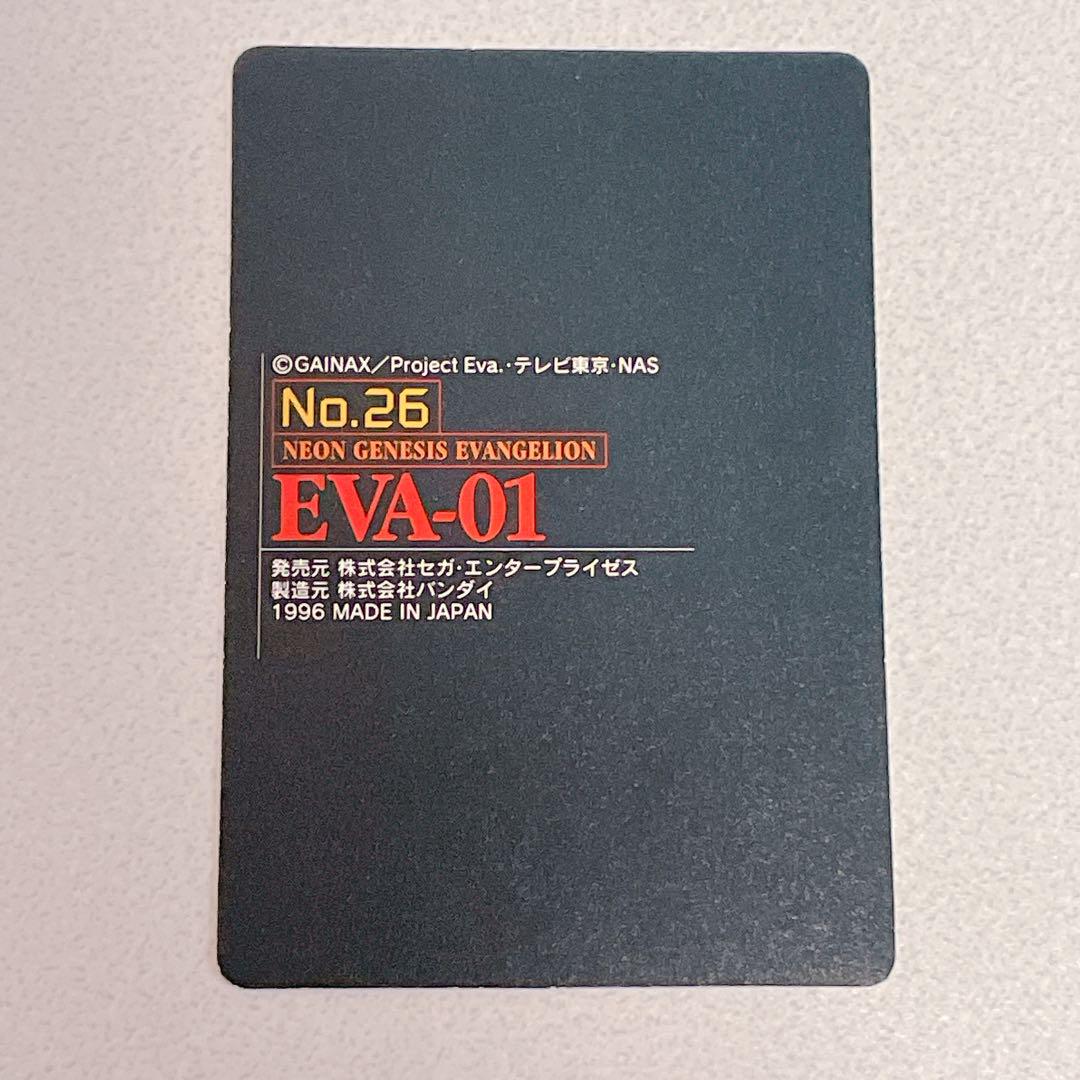 ©GAINAX／Project Eva.･テレビ東京･NAS
No.26
NEON GENESIS EVANGELION
EVA-01
発売元 株式会社セガ･エンタープライゼス
製造元 株式会社バンダイ
1996 MADE IN JAPAN